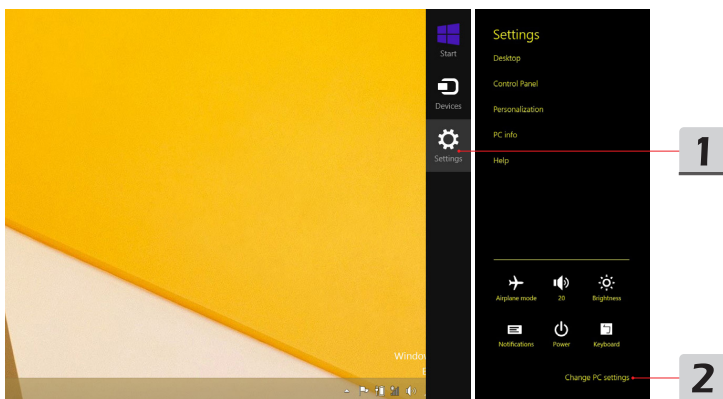 Start
Devices
Settings
Settings
Desktop
Control Panel
Personalization
PC info
Help
Airplane mode
20
Brightness
Notifications
Power
Keyboard
Change PC settings
1
2